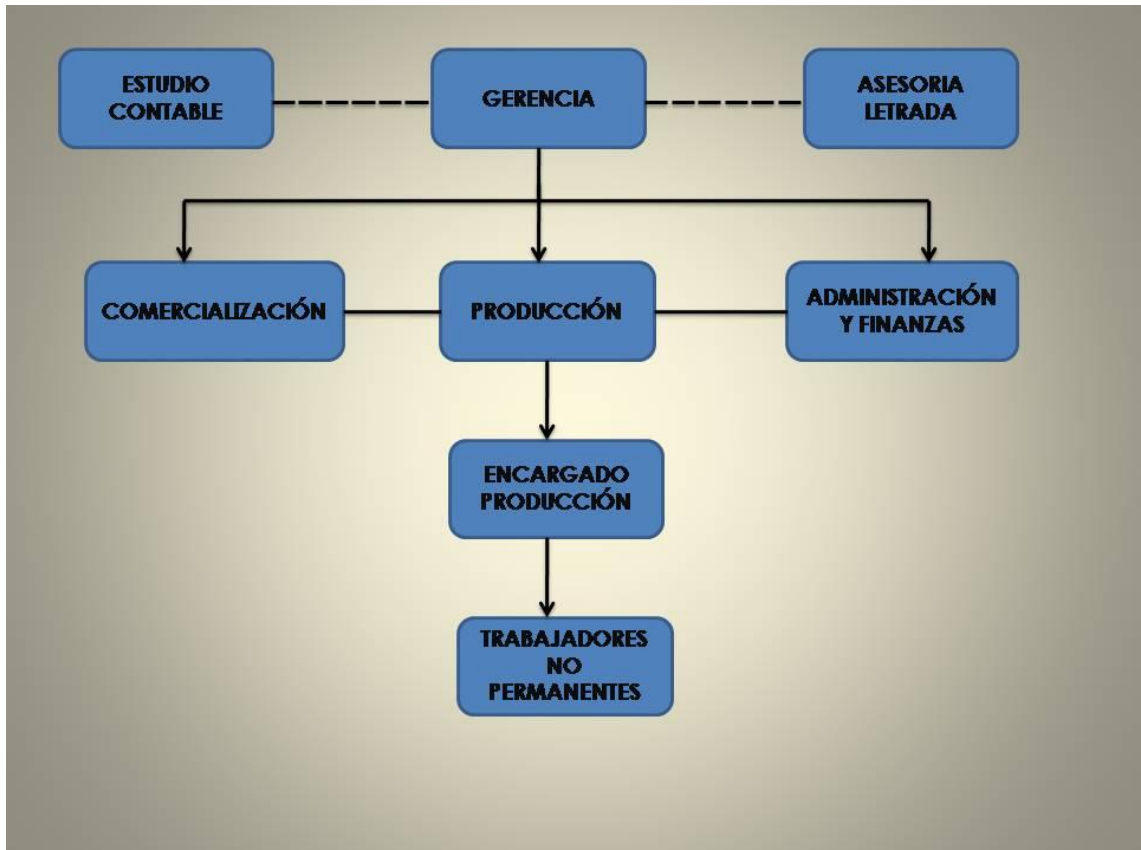 ESTUDIO
CONTABLE
GERENCIA
ASESORIA
LETRADA
COMERCIALIZACIÓN
PRODUCCIÓN
ADMINISTRACIÓN
Y FINANZAS
ENCARGADO
PRODUCCIÓN
TRABAJADORES
NO
PERMANENTES